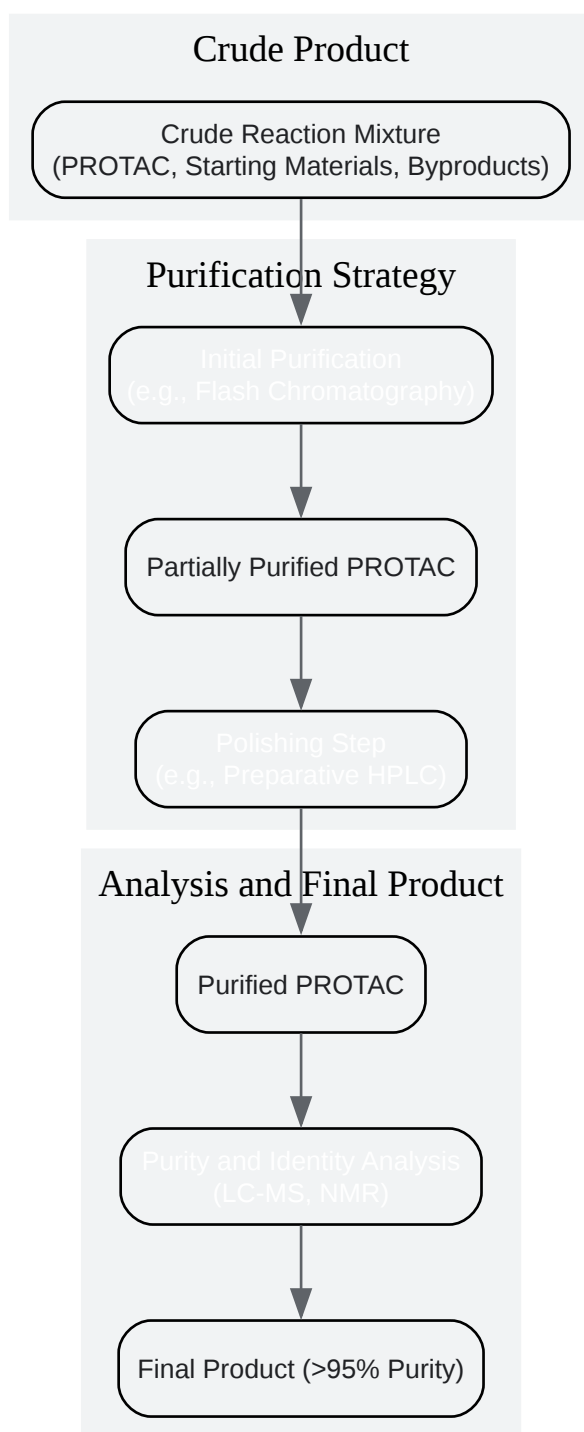 Crude Product
Crude Reaction Mixture
(PROTAC, Starting Materials, Byproducts)
Purification Strategy
Initial Purification
(e.g., Flash Chromatography)
Partially Purified PROTAC
Polishing Step
(e.g., Preparative HPLC)
Analysis and Final Product
Purified PROTAC
Purity and Identity Analysis
(LC-MS, NMR)
Final Product (>95% Purity)